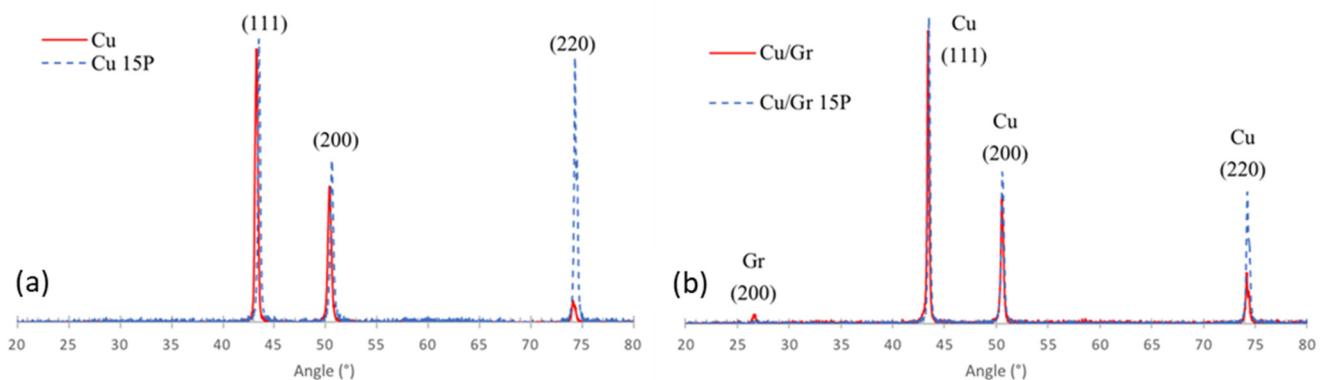 (a)
Cu
Cu 15P
(111)
(200)
(220)
20 25 30 35 40 45 50 55 60 65 70 75 80
Angle (°)
(b)
Cu/Gr
Cu/Gr 15P
Gr
(200)
Cu
(111)
Cu
(200)
Cu
(220)
20 25 30 35 40 45 50 55 60 65 70 75 80
Angle (°)